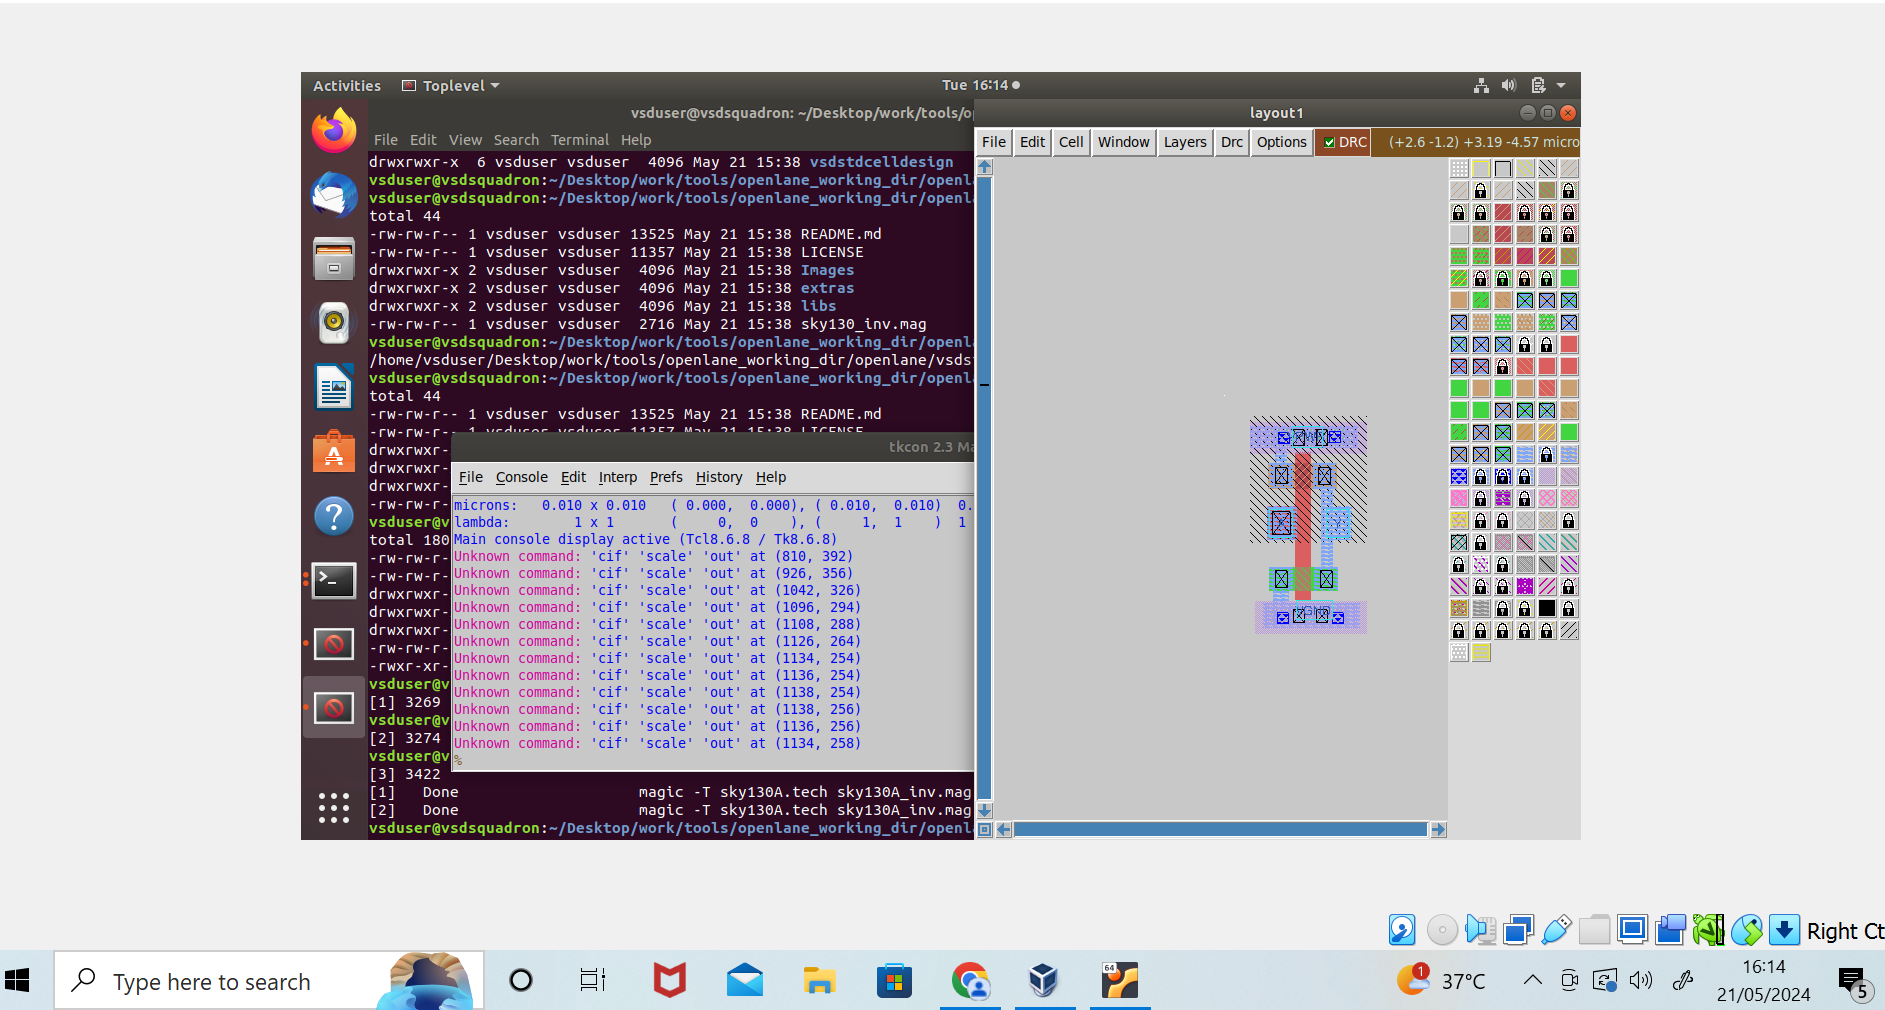 Activities Toplevel Tue 16:14
vsduser@vsdsquadron: ~/Desktop/work/tools/o
File Edit View Search Terminal Help
drwxrwxr-x  6 vsduser vsduser  4096 May 21 15:38 vsdstdcelldesign
vsduser@vsdsquadron:~/Desktop/work/tools/openlane_working_dir/openl
vsduser@vsdsquadron:~/Desktop/work/tools/openlane_working_dir/openl
total 44
-rw-rw-r-- 1 vsduser vsduser 13525 May 21 15:38 README.md
-rw-rw-r-- 1 vsduser vsduser 11357 May 21 15:38 LICENSE
drwxrwxr-x 2 vsduser vsduser  4096 May 21 15:38 Images
drwxrwxr-x 2 vsduser vsduser  4096 May 21 15:38 extras
drwxrwxr-x 2 vsduser vsduser  4096 May 21 15:38 libs
-rw-rw-r-- 1 vsduser vsduser  2716 May 21 15:38 sky130_inv.mag
vsduser@vsdsquadron:~/Desktop/work/tools/openlane_working_dir/openl
/home/vsduser/Desktop/work/tools/openlane_working_dir/openlane/vsds
vsduser@vsdsquadron:~/Desktop/work/tools/openlane_working_dir/openl
total 44
-rw-rw-r-- 1 vsduser vsduser 13525 May 21 15:38 README.md
-rw-rw-r-- 1 vsduser vsduser 11357 May 21 15:38 LICENSE
drwxrwxr-
drwxrwxr-
drwxrwxr-
-rw-rw-r-
vsduser@v
total 180
-rw-rw-r-
-rw-rw-r-
drwxrwxr-
drwxrwxr-
drwxrwxr-
-rw-rw-r-
-rwxr-xr-
vsduser@v
[1] 3269
vsduser@v
[2] 3274
vsduser@v
[3] 3422
[1]   Done                    magic -T sky130A.tech sky130A_inv.mag
[2]   Done                    magic -T sky130A.tech sky130A_inv.mag
vsduser@vsdsquadron:~/Desktop/work/tools/openlane_working_dir/openl
tkcon 2.3 Ma
File Console Edit Interp Prefs History Help
microns:   0.010 x 0.010   ( 0.000,  0.000), ( 0.010,  0.010)  0.
lambda:        1 x 1       (     0,  0    ), (     1,  1    )  1
Main console display active (Tcl8.6.8 / Tk8.6.8)
Unknown command: 'cif' 'scale' 'out' at (810, 392)
Unknown command: 'cif' 'scale' 'out' at (926, 356)
Unknown command: 'cif' 'scale' 'out' at (1042, 326)
Unknown command: 'cif' 'scale' 'out' at (1096, 294)
Unknown command: 'cif' 'scale' 'out' at (1108, 288)
Unknown command: 'cif' 'scale' 'out' at (1126, 264)
Unknown command: 'cif' 'scale' 'out' at (1134, 254)
Unknown command: 'cif' 'scale' 'out' at (1136, 254)
Unknown command: 'cif' 'scale' 'out' at (1138, 254)
Unknown command: 'cif' 'scale' 'out' at (1138, 256)
Unknown command: 'cif' 'scale' 'out' at (1136, 256)
Unknown command: 'cif' 'scale' 'out' at (1134, 258)
%
layout1
File Edit Cell Window Layers Drc Options DRC (+2.6 -1.2) +3.19 -4.57 micro
VGND
Right Ct
Type here to search
64
1
37°C
16:14
21/05/2024
5